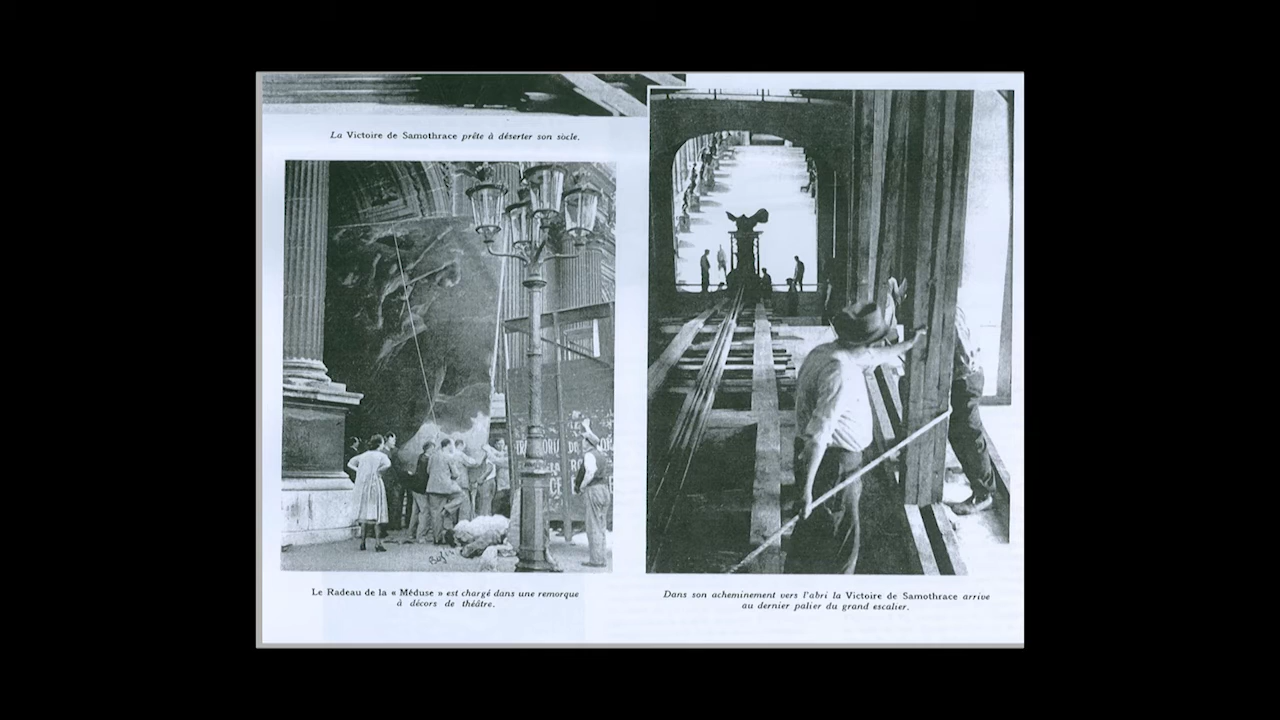 La Victoire de Samothrace prête à déserter son socle.
Le Radeau de la « Méduse » est chargé dans une remorque
à décors de théâtre.
Dans son acheminement vers l'abri la Victoire de Samothrace arrive
au dernier palier du grand escalier.